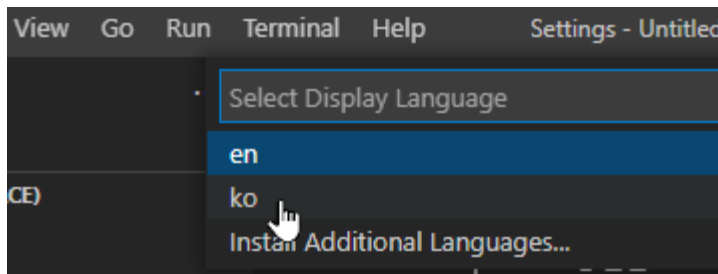 View Go Run Terminal Help Settings - Untitled
Select Display Language
en
CE)
ko
Install Additional Languages...